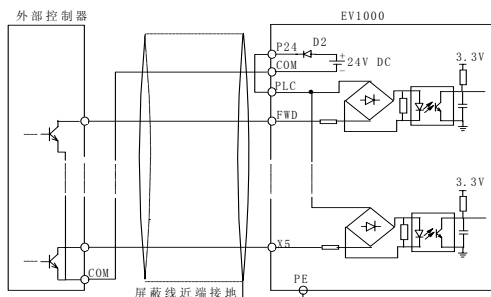 外部控制器
EV1000
P24
D2
COM
24V DC
PLC
3.3V
FWD
3.3V
X5
COM
PE
屏蔽线近端接地